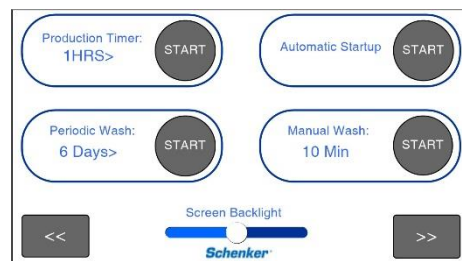 Production Timer:
1HRS>
START
Automatic Startup
START
Periodic Wash:
6 Days>
START
Manual Wash:
10 Min
START
<<
Screen Backlight
Schenker
>>